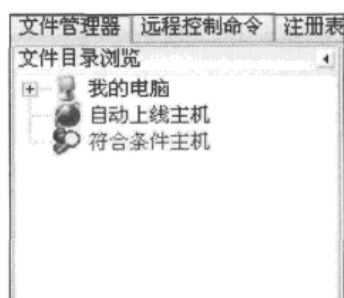 文件管理器 远程控制命令 注册表
文件目录浏览
我的电脑
自动上线主机
符合条件主机